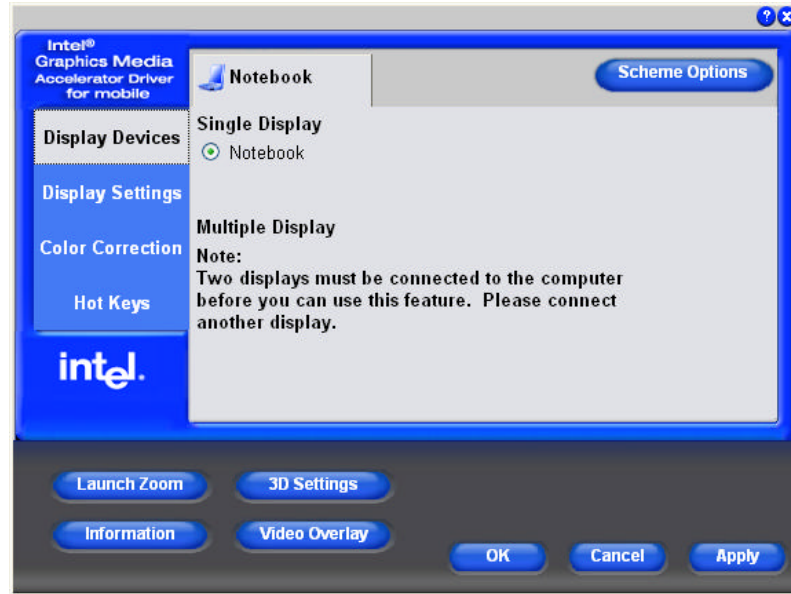 Intel®
Graphics Media
Accelerator Driver
for mobile
Notebook
Scheme Options
Display Devices
Display Settings
Color Correction
Hot Keys
intel.
Single Display
Notebook
Multiple Display
Note:
Two displays must be connected to the computer
before you can use this feature. Please connect
another display.
Launch Zoom
3D Settings
Information
Video Overlay
OK
Cancel
Apply